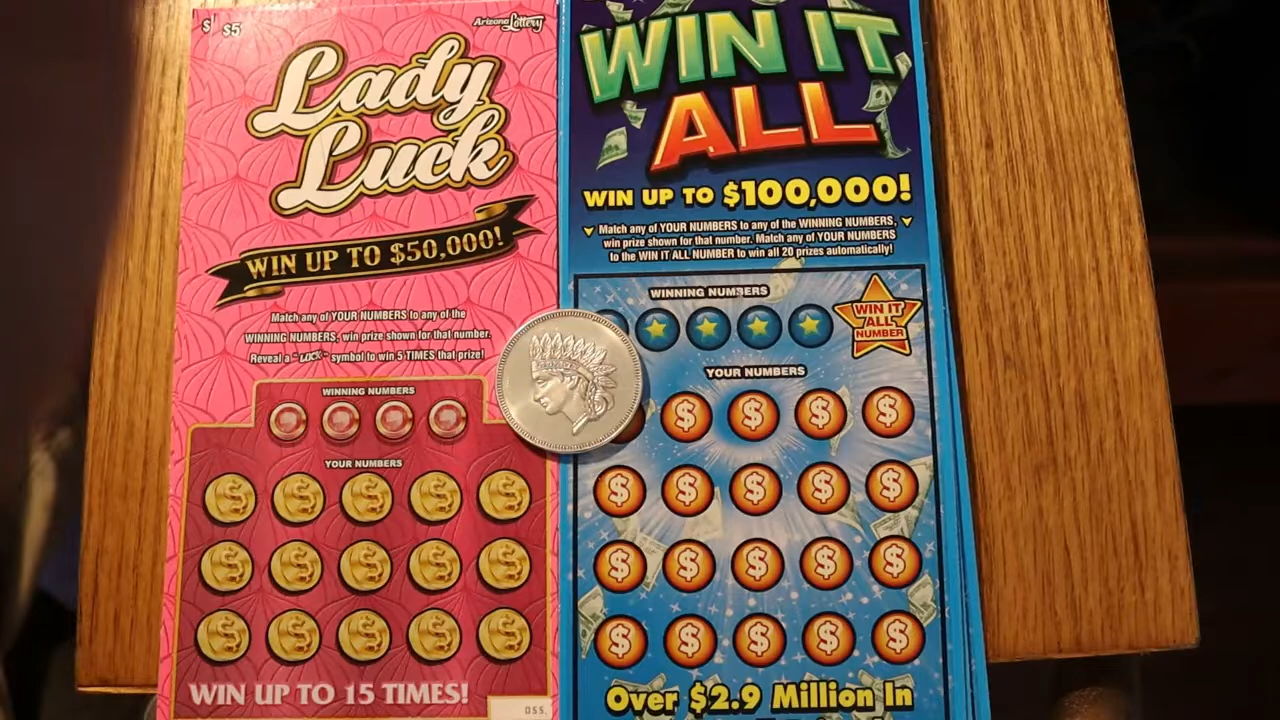 $ $5
Arizona Lottery
Lady
Luck
WIN UP TO $50,000!
Match any of YOUR NUMBERS to any of the
WINNING NUMBERS, win prize shown for that number.
Reveal a "LUCK" symbol to win 5 TIMES that prize!
WINNING NUMBERS
YOUR NUMBERS
WIN UP TO 15 TIMES!
055
WIN IT
ALL
WIN UP TO $100,000!
Match any of YOUR NUMBERS to any of the WINNING NUMBERS,
win prize shown for that number. Match any of YOUR NUMBERS
to the WIN IT ALL NUMBER to win all 20 prizes automatically!
WINNING NUMBERS
WIN IT
ALL
NUMBER
YOUR NUMBERS
Over $2.9 Million In